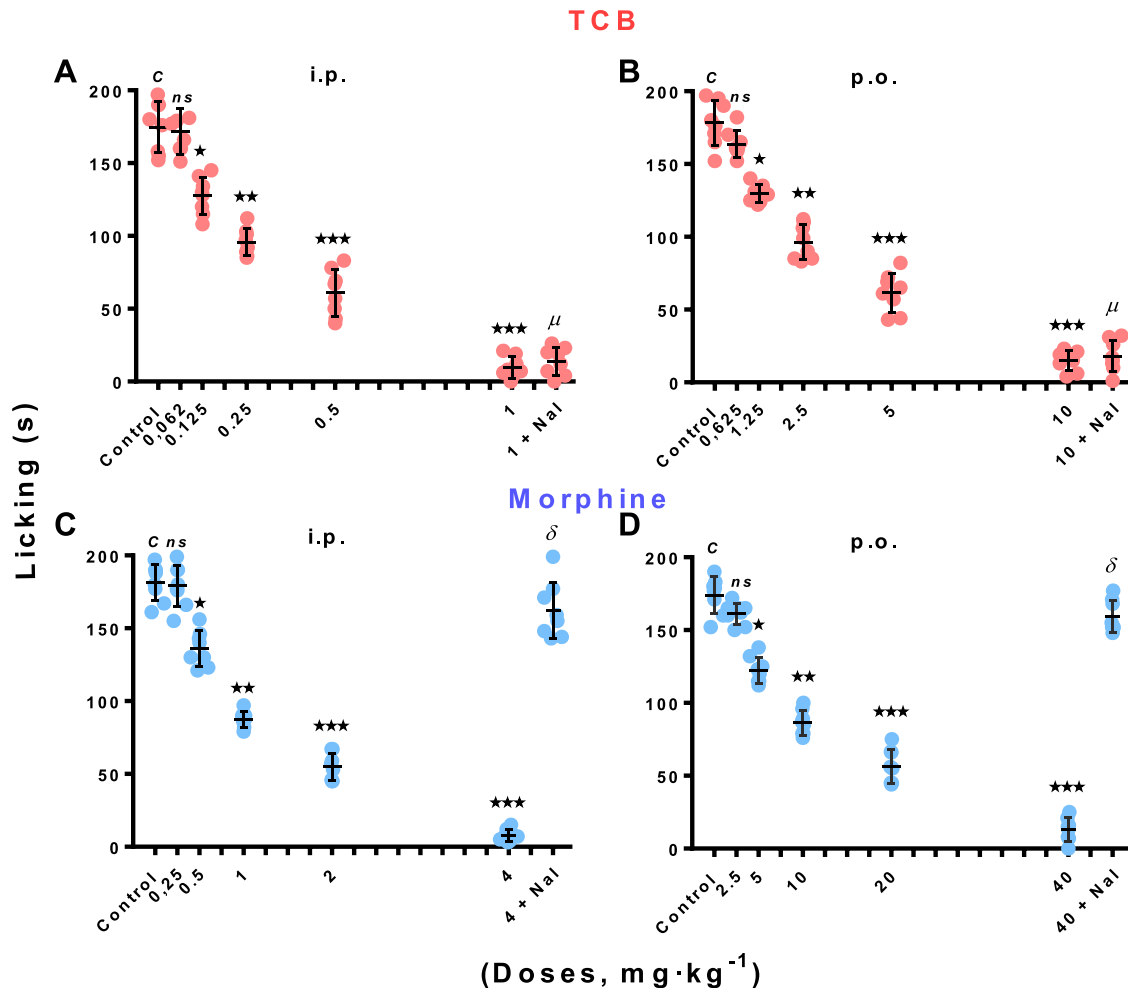 TCB
A
i.p.
C
ns
★
★★
★★★
★★★
μ
200
150
100
50
0
Control
0,062
0.125
0.25
0.5
1
1 + Nal
B
p.o.
C
ns
★
★★
★★★
★★★
μ
200
150
100
50
0
Control
0,625
1.25
2.5
5
10
10 + Nal
Licking (s)
Morphine
C
i.p.
C
ns
★
★★
★★★
★★★
δ
200
150
100
50
0
Control
0,25
0.5
1
2
4
4 + Nal
D
p.o.
C
ns
★
★★
★★★
★★★
δ
200
150
100
50
0
Control
2.5
5
10
20
40
40 + Nal
(Doses, mg·kg⁻¹)